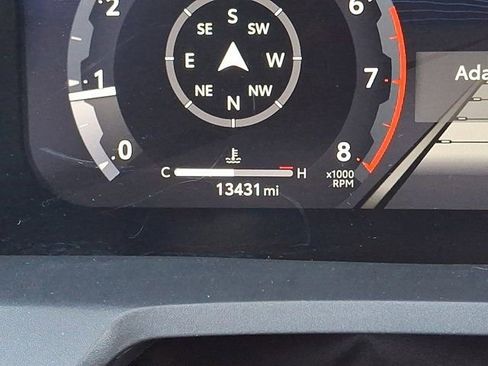 2
6
S
SE SW
E W
NE NW
N
1
7
0
8
x1000
RPM
C H
13431 mi
Ada